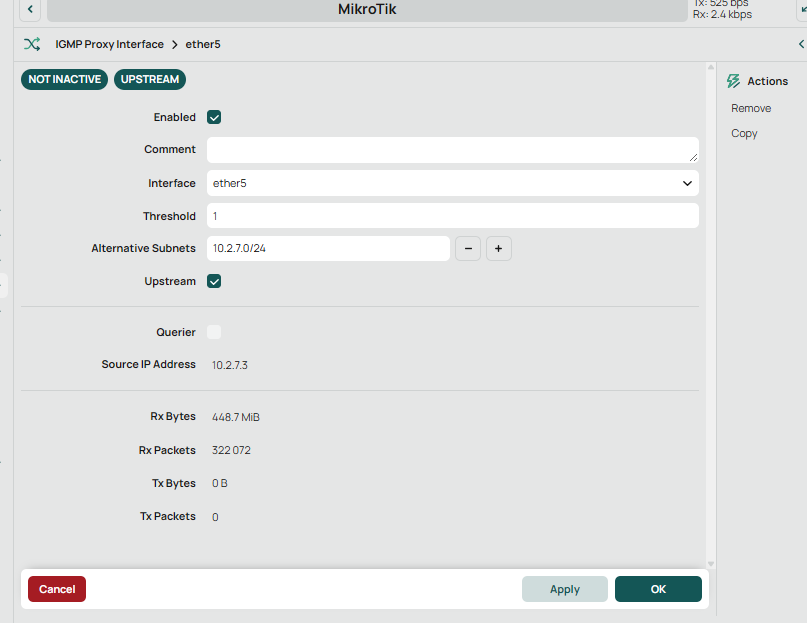 MikroTik
Tx: 525 bps
Rx: 2.4 kbps
IGMP Proxy Interface > ether5
NOT INACTIVE UPSTREAM
Actions
Remove
Copy
Enabled
Comment
Interface ether5
Threshold 1
Alternative Subnets 10.2.7.0/24 − +
Upstream
Querier
Source IP Address 10.2.7.3
Rx Bytes 448.7 MiB
Rx Packets 322 072
Tx Bytes 0 B
Tx Packets 0
Cancel Apply OK